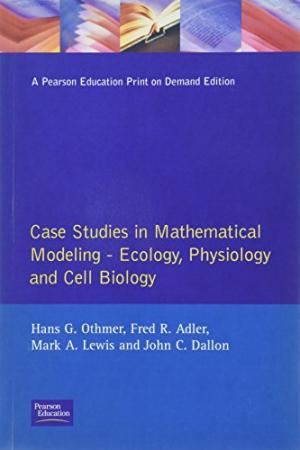 A Pearson Education Print on Demand Edition
Case Studies in Mathematical
Modeling - Ecology, Physiology
and Cell Biology
Hans G. Othmer, Fred R. Adler,
Mark A. Lewis and John C. Dallon
Pearson
Education